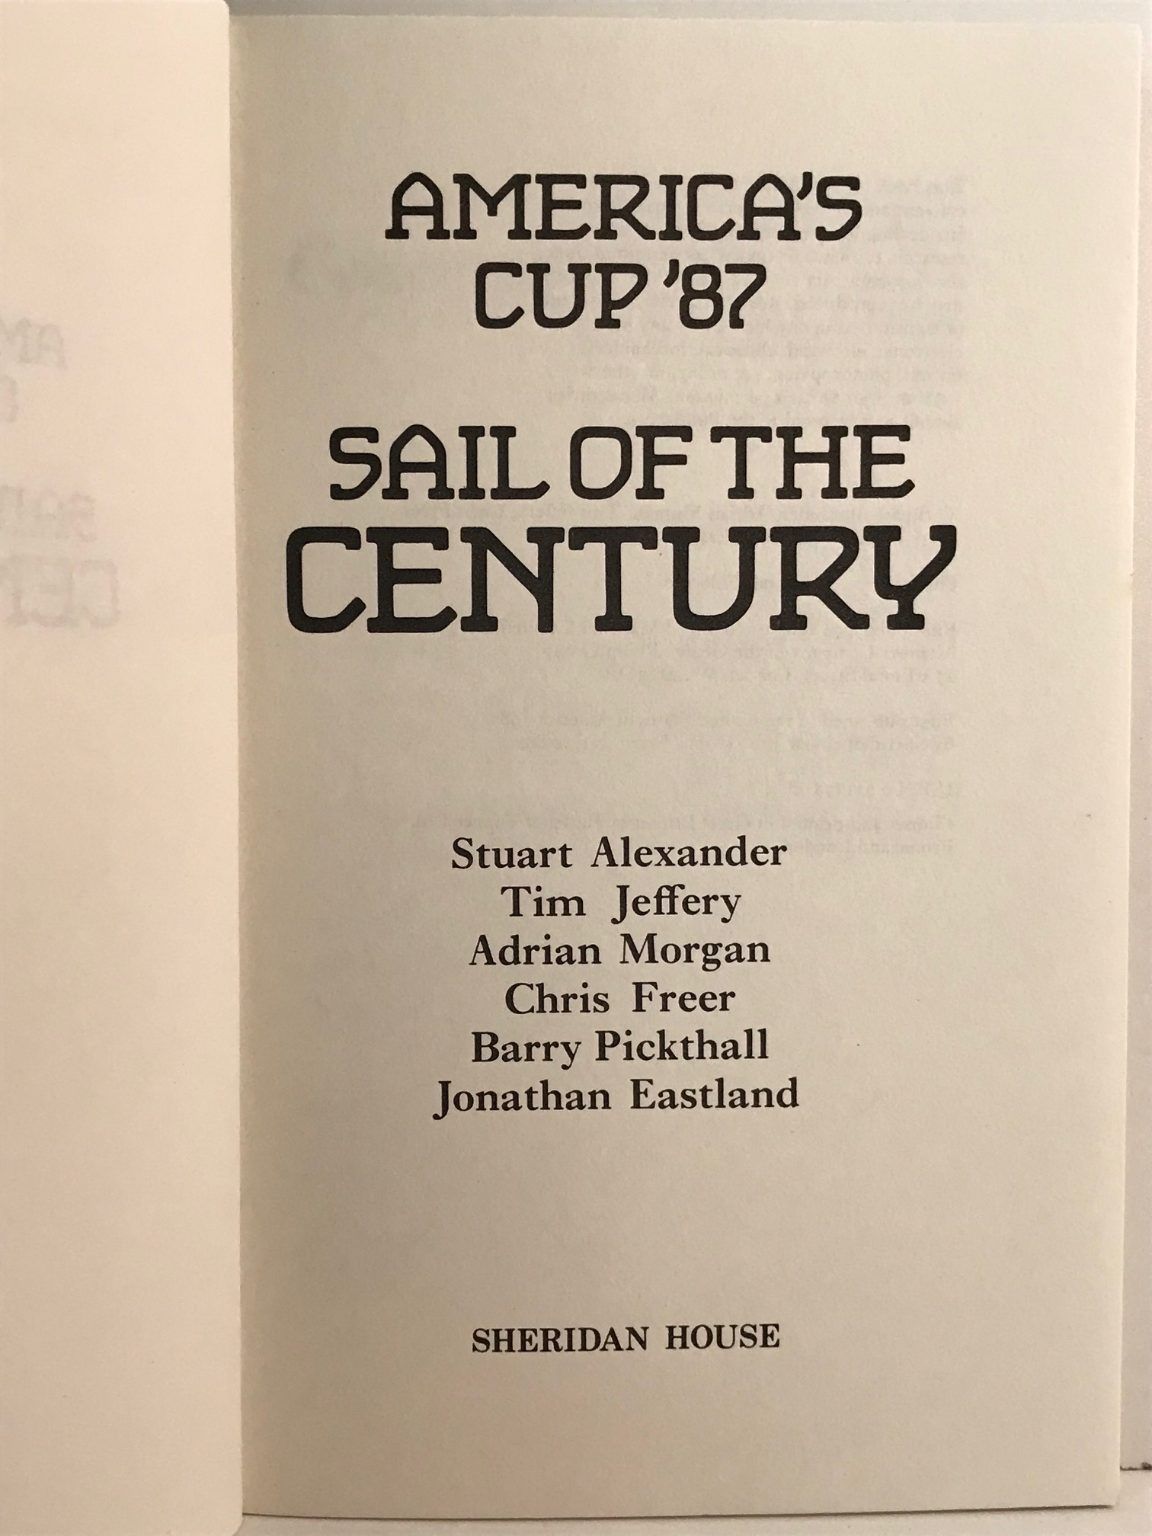 AMERICA'S
CUP '87
SAIL OF THE
CENTURY
Stuart Alexander
Tim Jeffery
Adrian Morgan
Chris Freer
Barry Pickthall
Jonathan Eastland
SHERIDAN HOUSE